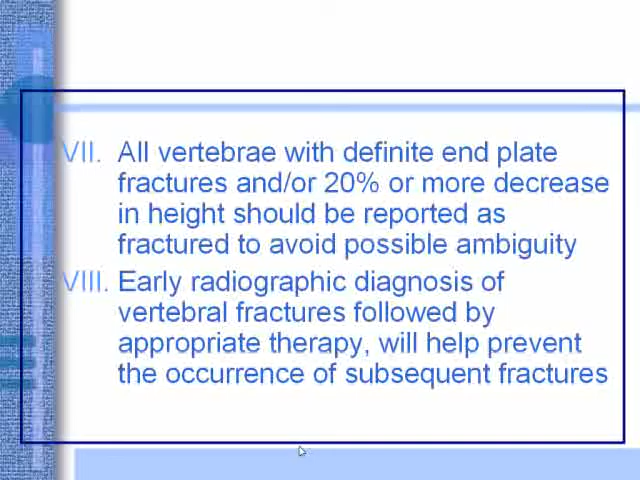 VII. All vertebrae with definite end plate
fractures and/or 20% or more decrease
in height should be reported as
fractured to avoid possible ambiguity
VIII. Early radiographic diagnosis of
vertebral fractures followed by
appropriate therapy, will help prevent
the occurrence of subsequent fractures